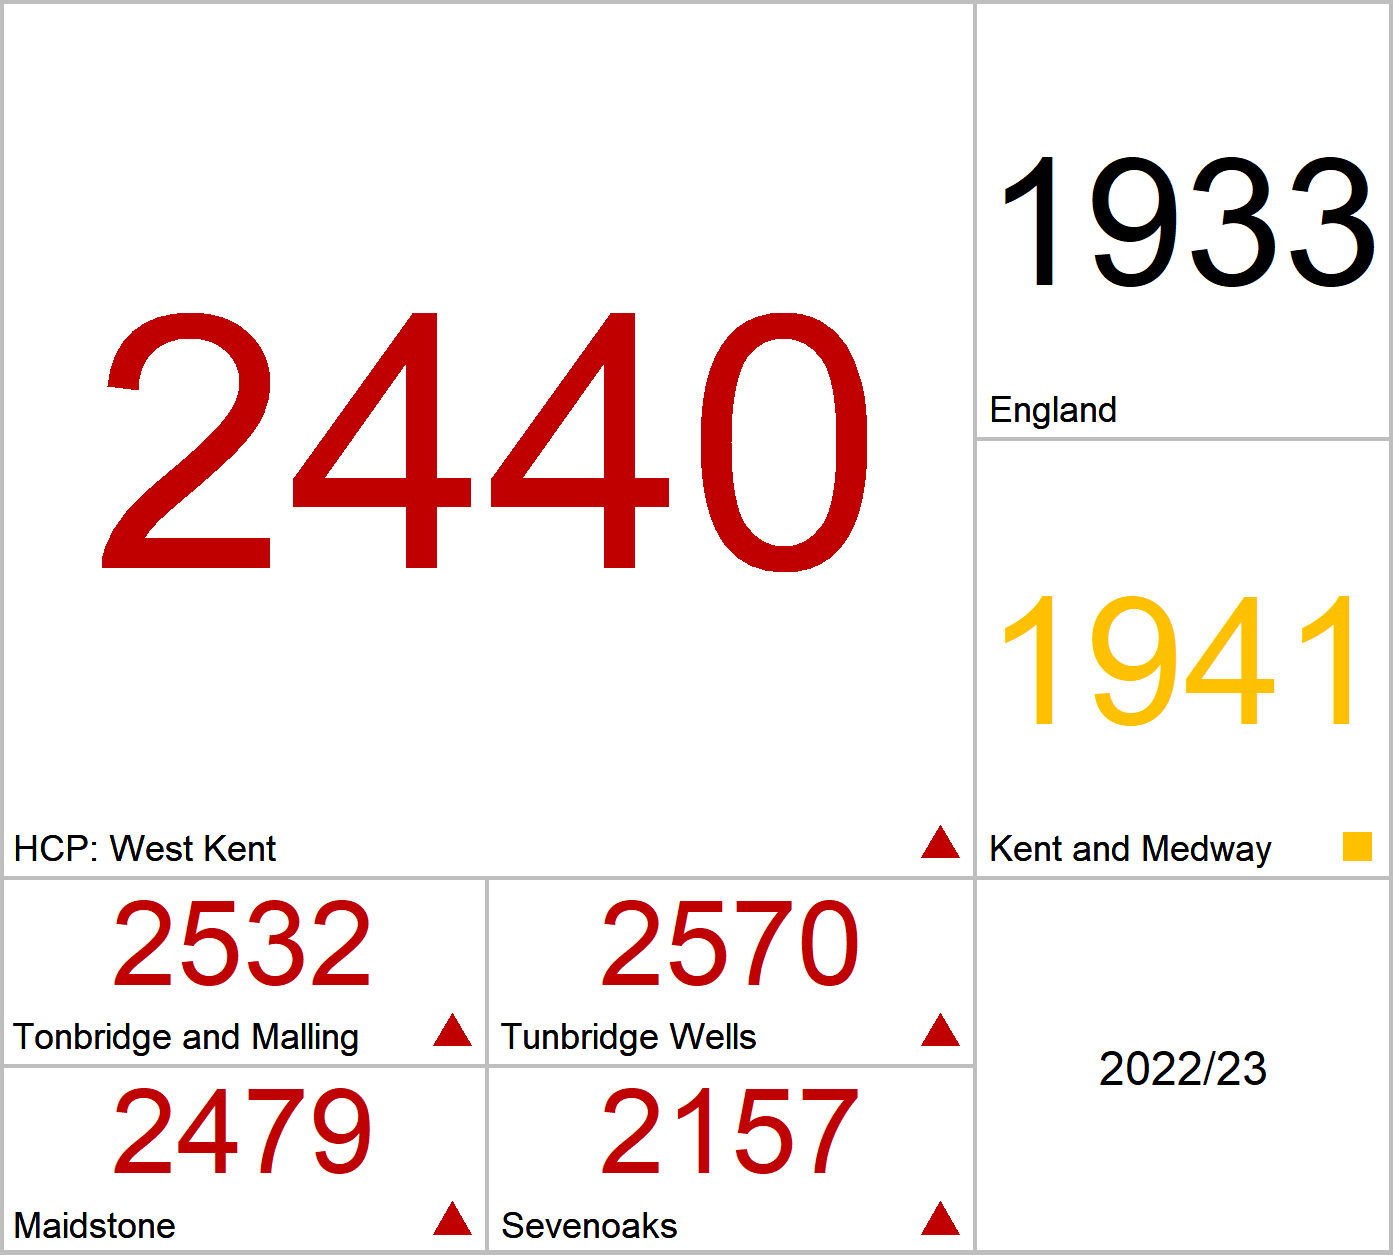 2440
HCP: West Kent
1933
England
1941
Kent and Medway
2532
Tonbridge and Malling
2570
Tunbridge Wells
2479
Maidstone
2157
Sevenoaks
2022/23